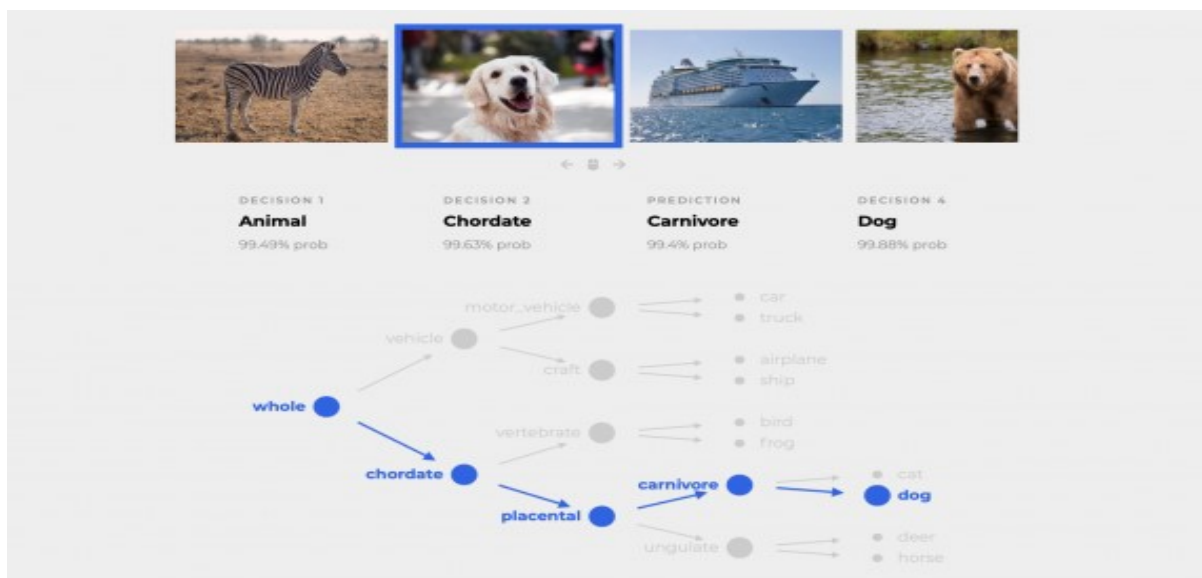 DECISION 1 DECISION 2 PREDICTION DECISION 4
Animal Chordate Carnivore Dog
99.49% prob 99.63% prob 99.4% prob 99.88% prob
car
motor_vehicle
truck
vehicle
airplane
craft
ship
whole
bird
vertebrate
frog
chordate
cat
carnivore
dog
placental
deer
ungulate
horse